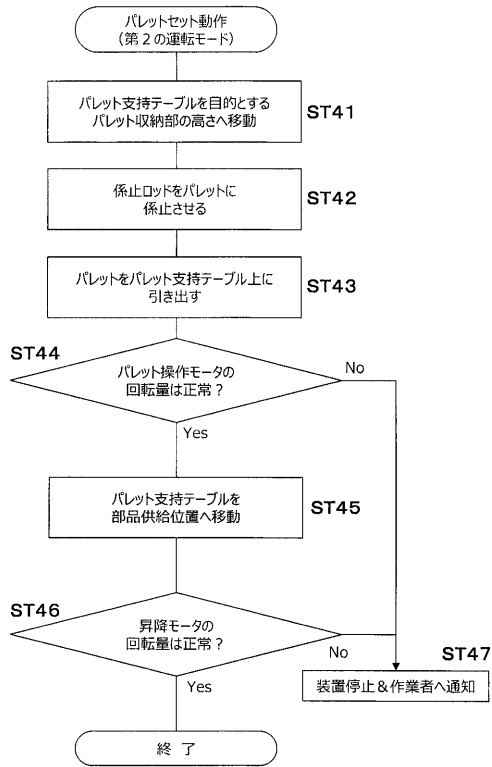 パレットセット動作
（第２の運転モード）
パレット支持テーブルを目的とする
パレット収納部の高さへ移動
ST41
係止ロッドをパレットに
係止させる
ST42
パレットをパレット支持テーブル上に
引き出す
ST43
ST44
パレット操作モータの
回転量は正常？
No
Yes
パレット支持テーブルを
部品供給位置へ移動
ST45
ST46
昇降モータの
回転量は正常？
No
Yes
ST47
装置停止＆作業者へ通知
終 了